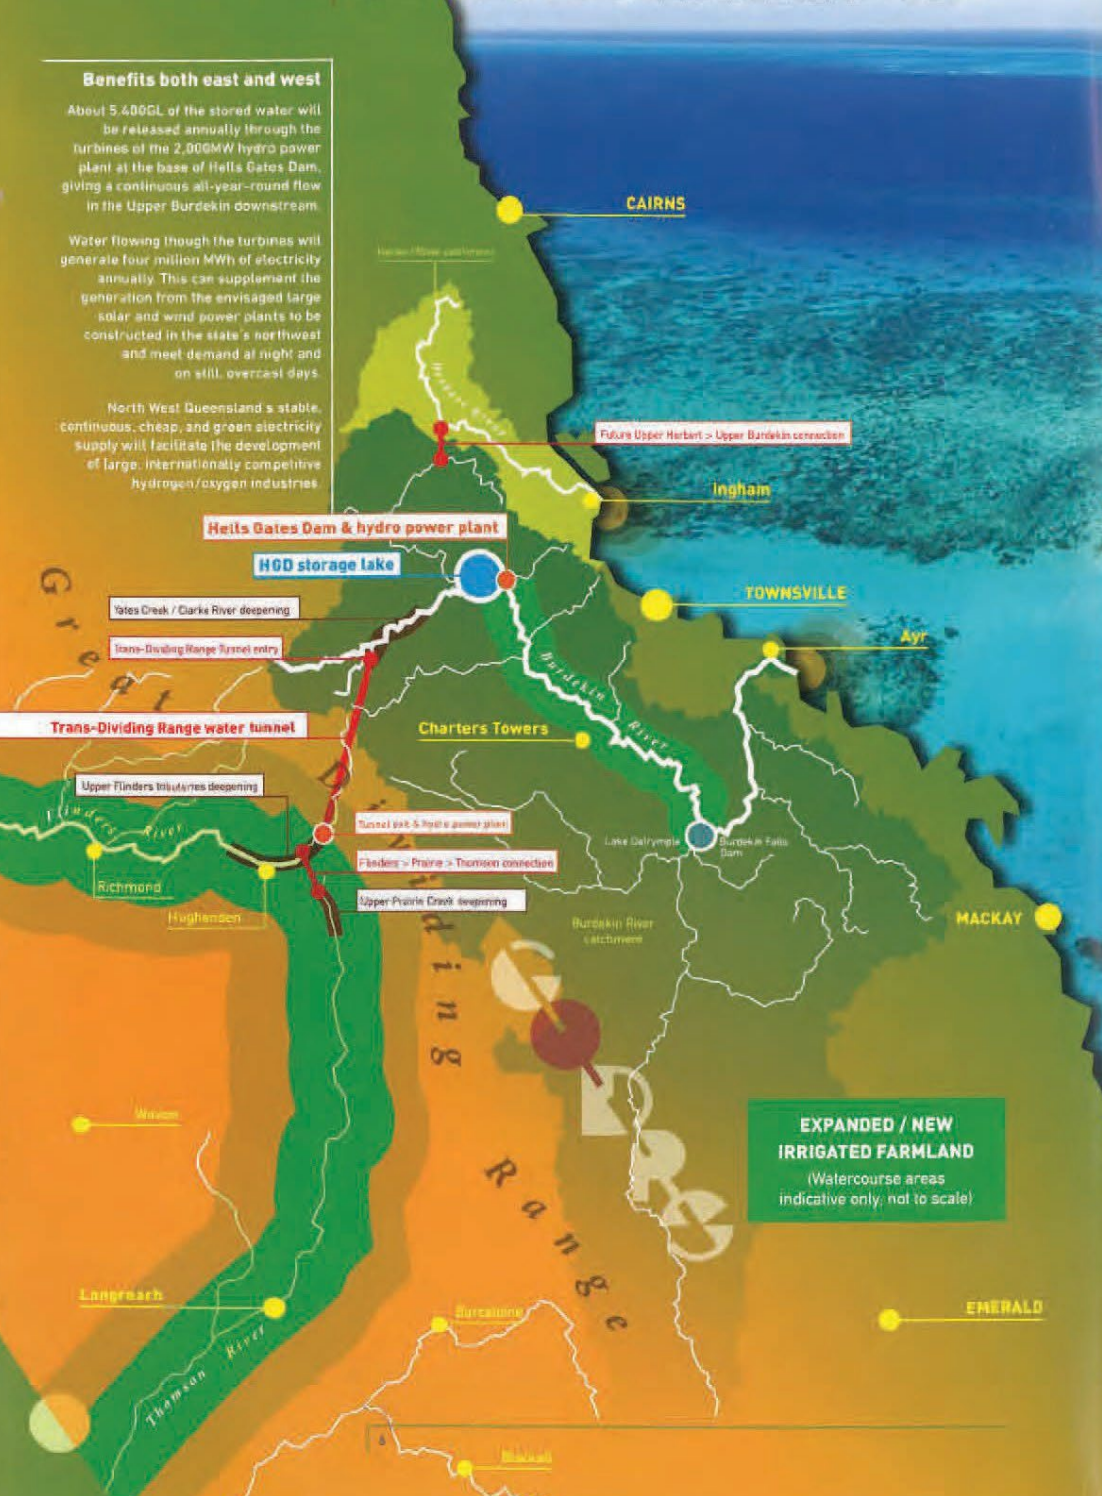 Benefits both east and west
About 5,400GL of the stored water will
be released annually through the
turbines of the 2,000MW hydro power
plant at the base of Hells Gates Dam,
giving a continuous all-year-round flow
in the Upper Burdekin downstream.
Water flowing though the turbines will
generate four million MWh of electricity
annually. This can supplement the
generation from the envisaged large
solar and wind power plants to be
constructed in the state's northwest
and meet demand at night and
on still, overcast days.
North West Queensland's stable,
continuous, cheap, and green electricity
supply will facilitate the development
of large, internationally competitive
hydrogen/oxygen industries.
CAIRNS
Herbert River catchment
Herbert River
Future Upper Herbert > Upper Burdekin connection
Ingham
Hells Gates Dam & hydro power plant
HGD storage lake
TOWNSVILLE
Yates Creek / Clarke River deepening
Ayr
Trans-Dividing Range Tunnel entry
Burdekin River
Trans-Dividing Range water tunnel
Charters Towers
Upper Flinders tributaries deepening
Flinders River
Tunnel exit & hydro power plant
Lake Dalrymple
Burdekin Falls
Dam
Flinders > Prairie > Thomson connection
Richmond
Upper Prairie Creek deepening
Hughenden
MACKAY
Burdekin River
catchment
Great Dividing Range
EXPANDED / NEW
IRRIGATED FARMLAND
(Watercourse areas
indicative only, not to scale)
Longreach
Barcaldine
EMERALD
Thomson River
6
Blackall